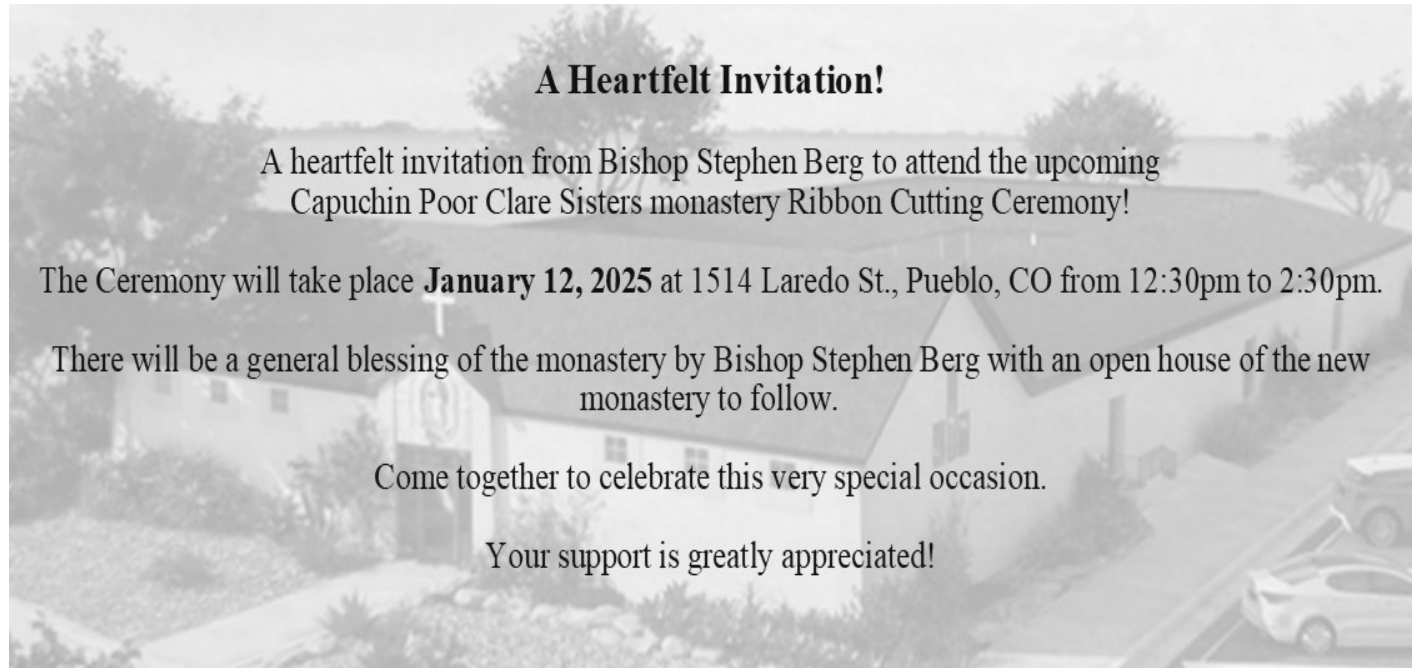 A Heartfelt Invitation!
A heartfelt invitation from Bishop Stephen Berg to attend the upcoming
Capuchin Poor Clare Sisters monastery Ribbon Cutting Ceremony!
The Ceremony will take place January 12, 2025 at 1514 Laredo St., Pueblo, CO from 12:30pm to 2:30pm.
There will be a general blessing of the monastery by Bishop Stephen Berg with an open house of the new
monastery to follow.
Come together to celebrate this very special occasion.
Your support is greatly appreciated!